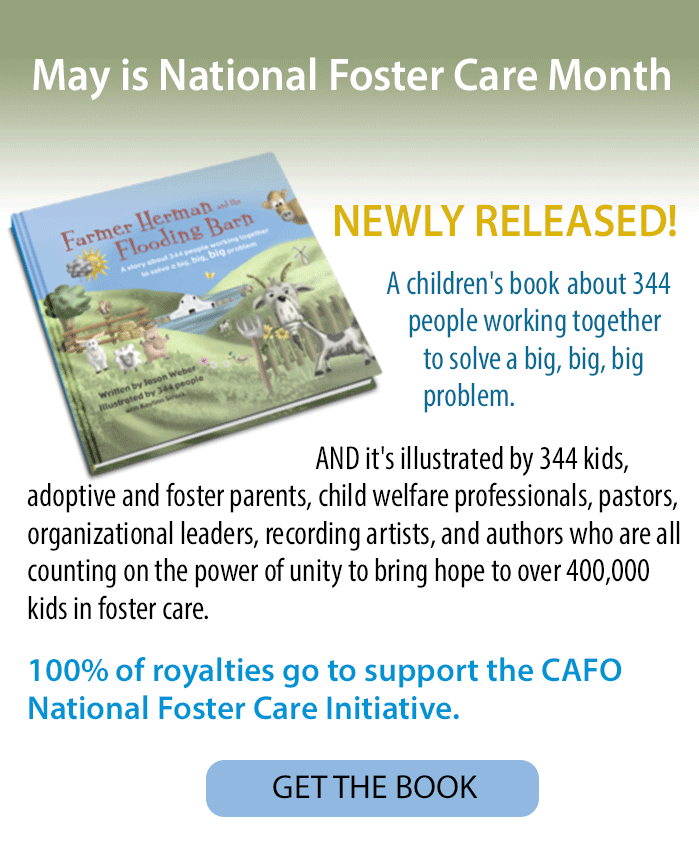 May is National Foster Care Month
Farmer Herman and the
Flooding Barn
A story about 344 people working together
to solve a big, big, big problem
Written by Jason Weber
Illustrated by 344 people
NEWLY RELEASED!
A children's book about 344
people working together
to solve a big, big, big
problem.
AND it's illustrated by 344 kids,
adoptive and foster parents, child welfare professionals, pastors,
organizational leaders, recording artists, and authors who are all
counting on the power of unity to bring hope to over 400,000
kids in foster care.
100% of royalties go to support the CAFO
National Foster Care Initiative.
GET THE BOOK